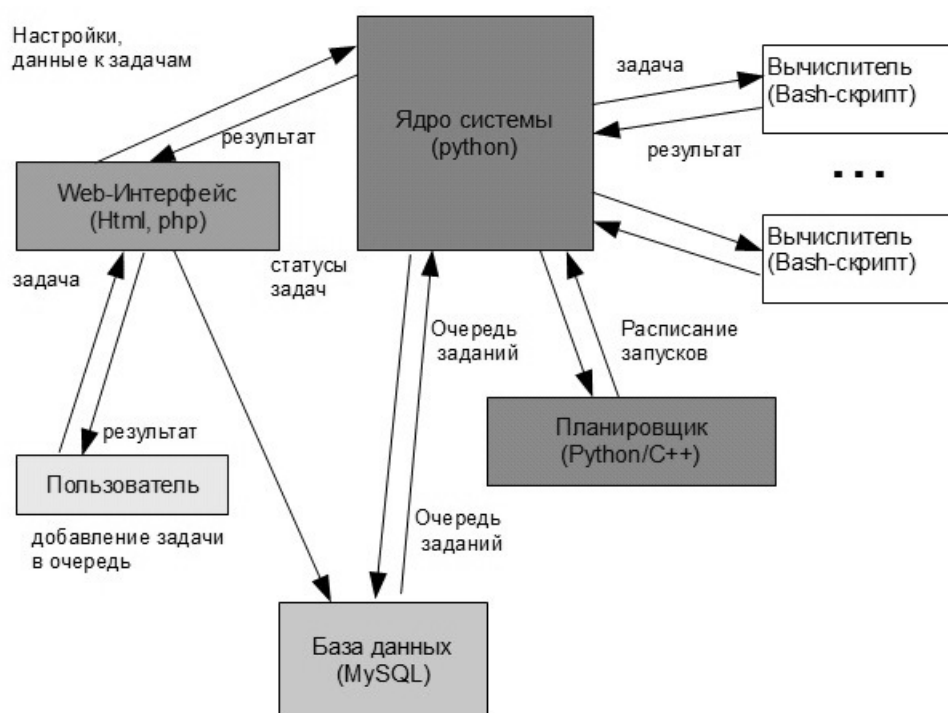 Настройки,
данные к задачам
результат
Ядро системы
(python)
задача
результат
Вычислитель
(Bash-скрипт)
...
Вычислитель
(Bash-скрипт)
Web-Интерфейс
(Html, php)
задача
статусы
задач
Очередь
заданий
Расписание
запусков
Планировщик
(Python/C++)
результат
Пользователь
добавление задачи
в очередь
Очередь
заданий
База данных
(MySQL)